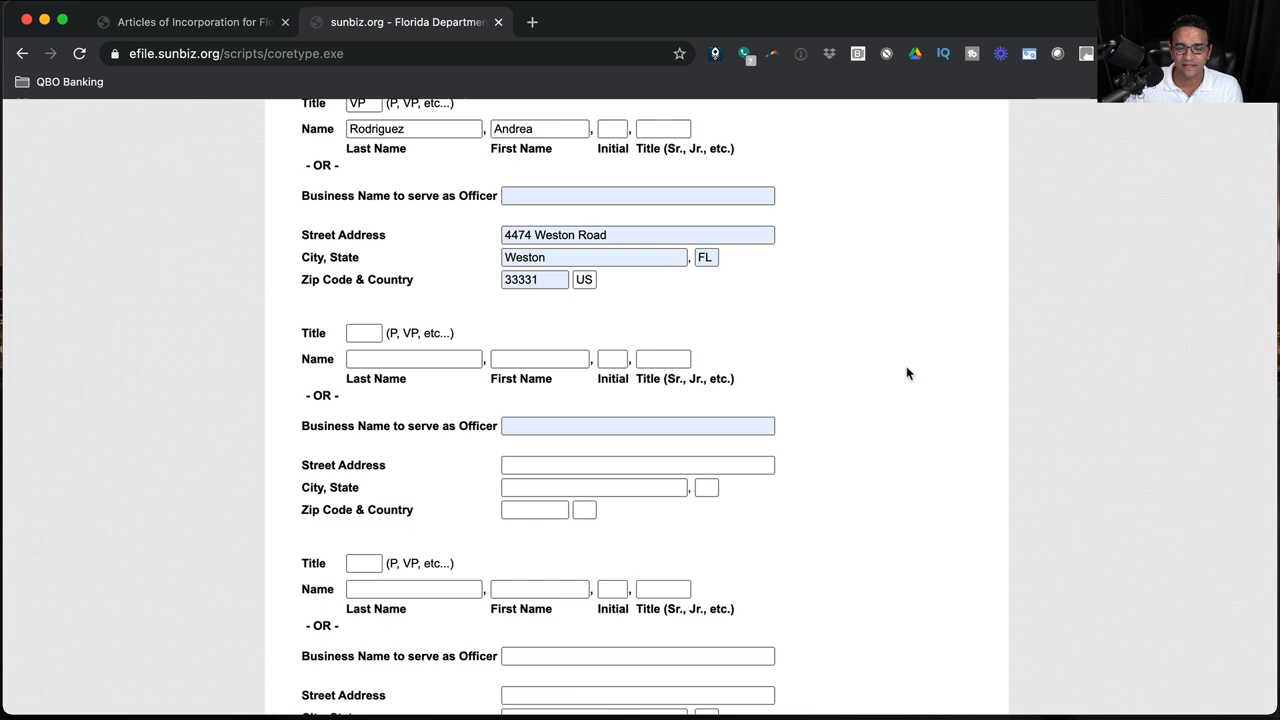 Articles of Incorporation for Flo
sunbiz.org - Florida Departmen
efile.sunbiz.org/scripts/coretype.exe
QBO Banking
Title VP (P, VP, etc...)
Name Rodriguez , Andrea , ,
Last Name First Name Initial Title (Sr., Jr., etc.)
- OR -
Business Name to serve as Officer
Street Address 4474 Weston Road
City, State Weston , FL
Zip Code & Country 33331 US
Title (P, VP, etc...)
Name , , ,
Last Name First Name Initial Title (Sr., Jr., etc.)
- OR -
Business Name to serve as Officer
Street Address
City, State ,
Zip Code & Country
Title (P, VP, etc...)
Name , , ,
Last Name First Name Initial Title (Sr., Jr., etc.)
- OR -
Business Name to serve as Officer
Street Address